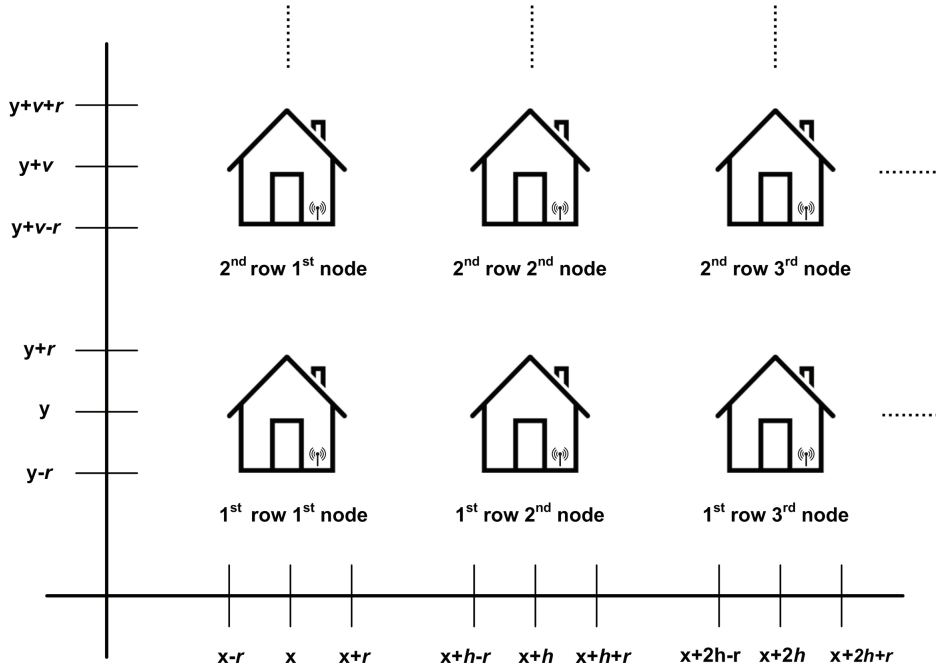 y+v+r
y+v
y+v-r
2nd row 1st node
2nd row 2nd node
2nd row 3rd node
y+r
y
y-r
1st row 1st node
1st row 2nd node
1st row 3rd node
x-r
x
x+r
x+h-r
x+h
x+h+r
x+2h-r
x+2h
x+2h+r